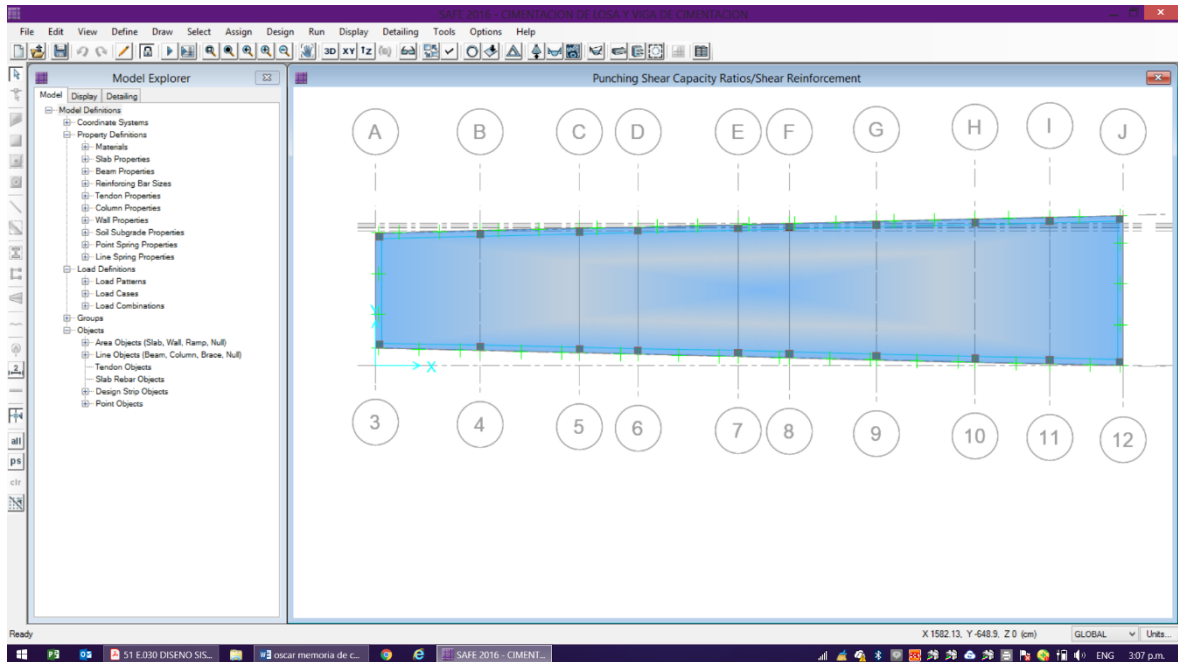 SAFE 2016 - CIMENTACION DE LOSA Y VIGA DE CIMENTACION
File Edit View Define Draw Select Assign Design Run Display Detailing Tools Options Help
3D XY
Model Explorer
Punching Shear Capacity Ratios/Shear Reinforcement
Model Display Detailing
Model Definitions
Coordinate Systems
Property Definitions
Materials
Slab Properties
Beam Properties
Reinforcing Bar Sizes
Tendon Properties
Column Properties
Wall Properties
Soil Subgrade Properties
Point Spring Properties
Line Spring Properties
Load Definitions
Load Patterns
Load Cases
Load Combinations
Groups
Objects
Area Objects (Slab, Wall, Ramp, Null)
Line Objects (Beam, Column, Brace, Null)
Tendon Objects
Slab Rebar Objects
Design Strip Objects
Point Objects
all
ps
clr
A B C D E F G H I J
X
3 4 5 6 7 8 9 10 11 12
Ready
X 1582.13, Y -648.9, Z 0 (cm) GLOBAL Units...
51 E.030 DISENO SIS... oscar memoria de c... SAFE 2016 - CIMENT... ENG 3:07 p.m.